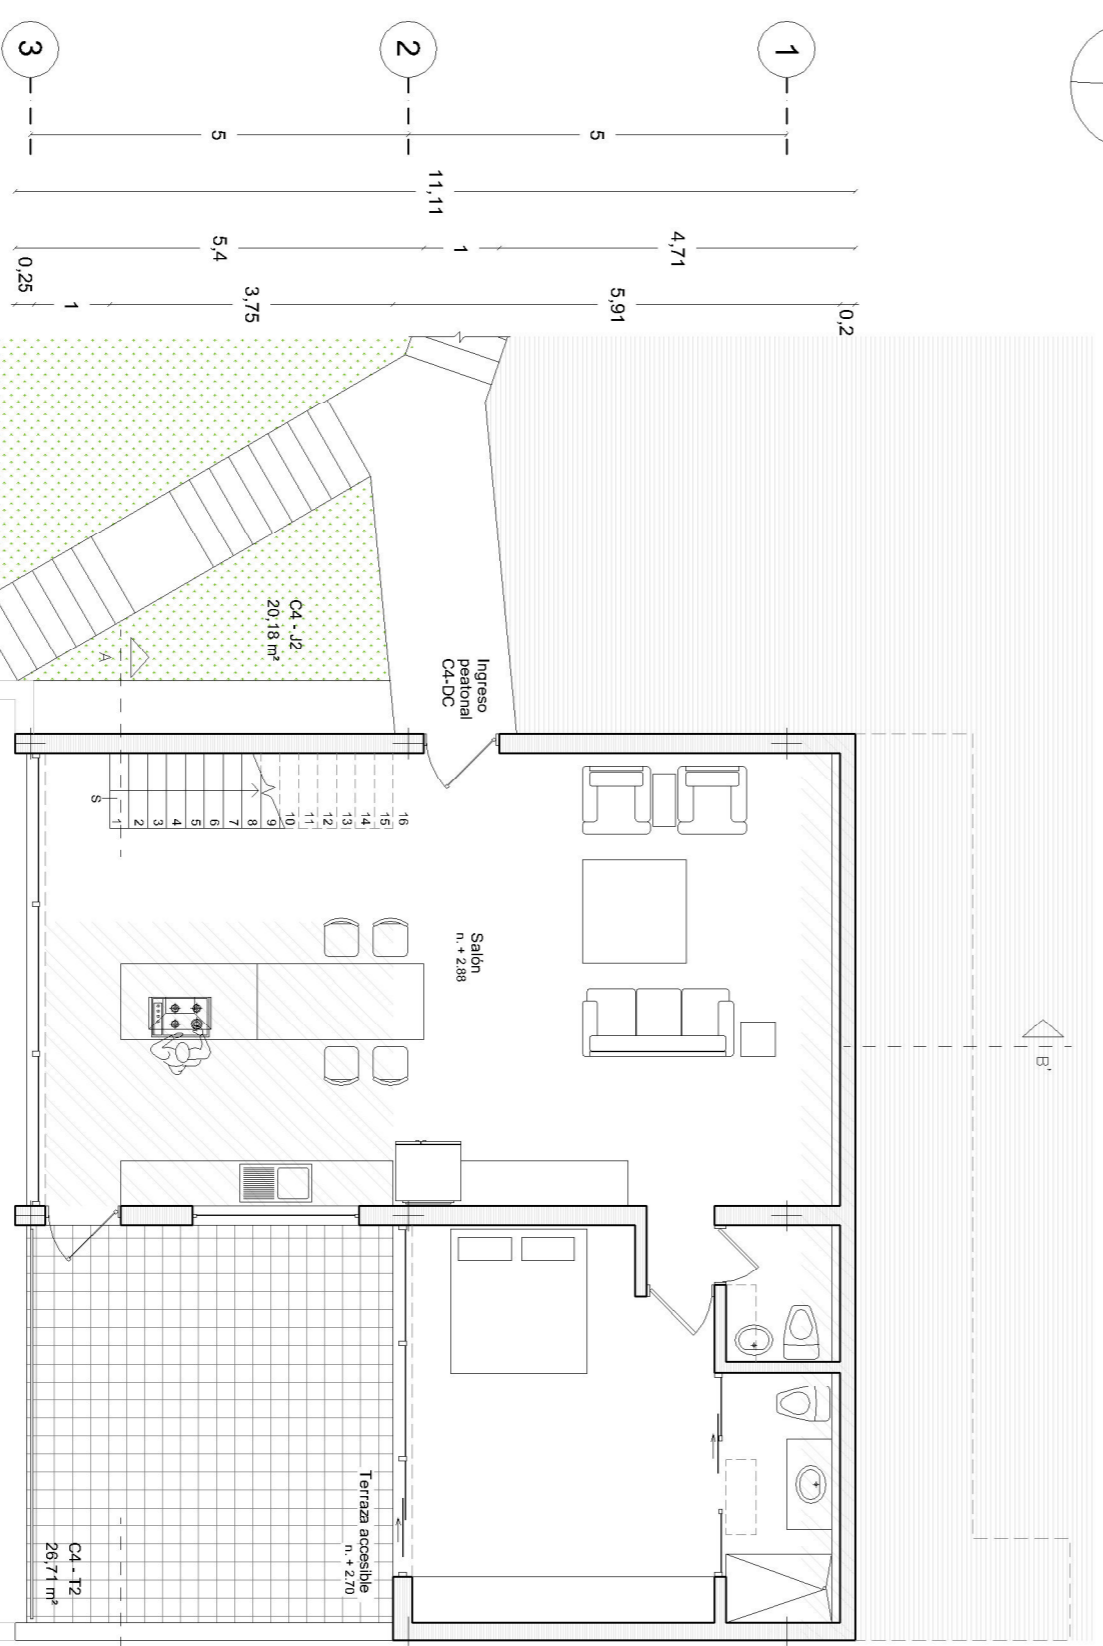 3
2
1
5
5
11,11
5,4
1
4,71
0,25
1
3,75
5,91
0,2
C4 - J2
20,18 m²
A
Ingreso
peatonal
C4-DC
S
1
2
3
4
5
6
7
8
9
10
11
12
13
14
15
16
Salón
n. + 2.88
B'
Terraza accesible
n. + 2.70
C4 - T2
26,71 m²